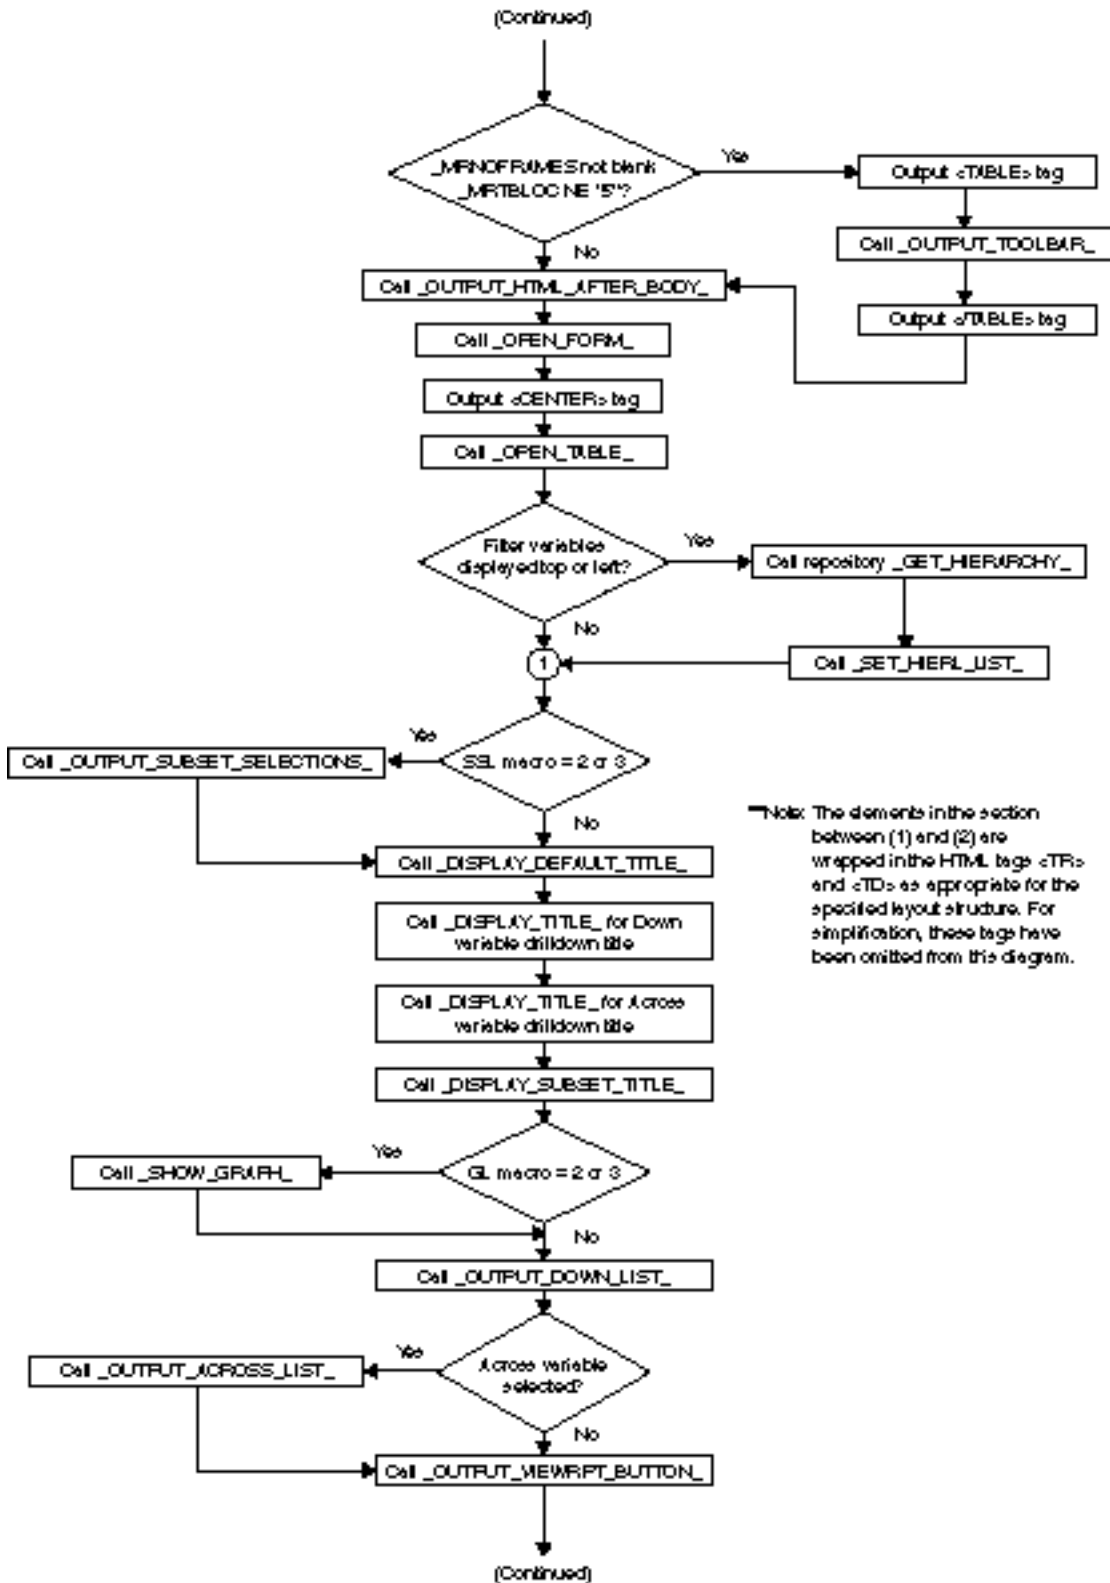 (Continued)
_MRNOFRAMES not blank
_MRTBLOC NE "S"?
Yes
Output <TABLE> tag
Call _OUTPUT_TOOLBAR_
Output </TABLE> tag
No
Call _OUTPUT_HTML_AFTER_BODY_
Call _OPEN_FORM_
Output <CENTER> tag
Call _OPEN_TABLE_
Filter variables
displayed top or left?
Yes
Call repository _GET_HIERARCHY_
No
1
Call _SET_HIERL_LIST_
Yes
Call _OUTPUT_SUBSET_SELECTIONS_
SSL macro = 2 or 3
No
**Note: The elements in the section
between (1) and (2) are
wrapped in the HTML tags <TR>
and <TD> as appropriate for the
specified layout structure. For
simplification, these tags have
been omitted from this diagram.
Call _DISPLAY_DEFAULT_TITLE_
Call _DISPLAY_TITLE_ for Down
variable drilldown title
Call _DISPLAY_TITLE_ for Across
variable drilldown title
Call _DISPLAY_SUBSET_TITLE_
Yes
Call _SHOW_GRAPH_
GL macro = 2 or 3
No
Call _OUTPUT_DOWN_LIST_
Yes
Call _OUTPUT_ACROSS_LIST_
Across variable
selected?
No
Call _OUTPUT_VIEWRPT_BUTTON_
(Continued)